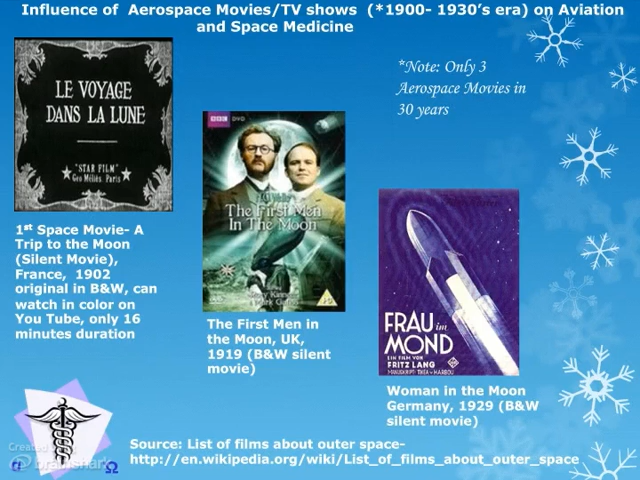 Influence of Aerospace Movies/TV shows (*1900- 1930’s era) on Aviation
and Space Medicine
*Note: Only 3
Aerospace Movies in
30 years
LE VOYAGE
DANS LA LUNE
"STAR FILM"
Geo Méliès, Paris
1st Space Movie- A
Trip to the Moon
(Silent Movie),
France, 1902
original in B&W, can
watch in color on
You Tube, only 16
minutes duration
BBC DVD
The First Men
In The Moon
The First Men in
the Moon, UK,
1919 (B&W silent
movie)
FRAU im
MOND
EIN FILM VON
FRITZ LANG
MANUSKRIPT: THEA v. HARBOU
Woman in the Moon
Germany, 1929 (B&W
silent movie)
Source: List of films about outer space-
http://en.wikipedia.org/wiki/List_of_films_about_outer_space
Created
brainshark
Ω